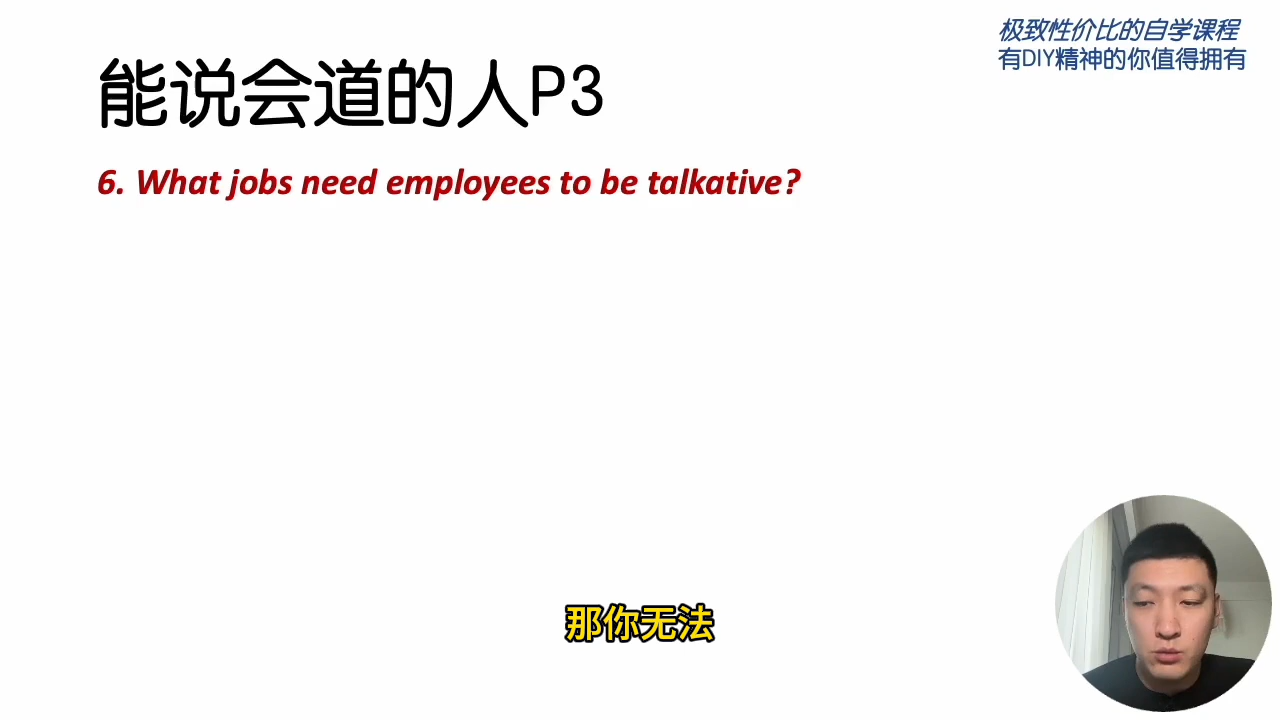 极致性价比的自学课程
有DIY精神的你值得拥有
能说会道的人P3
6. What jobs need employees to be talkative?
那你无法